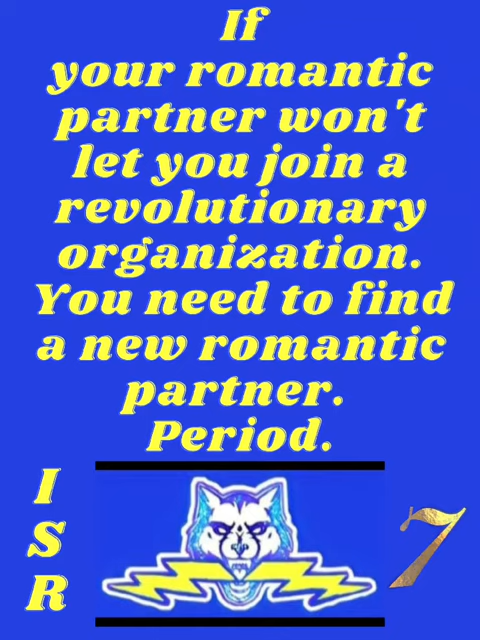 If
your romantic
partner won't
let you join a
revolutionary
organization.
You need to find
a new romantic
partner.
Period.
I
S
R
7